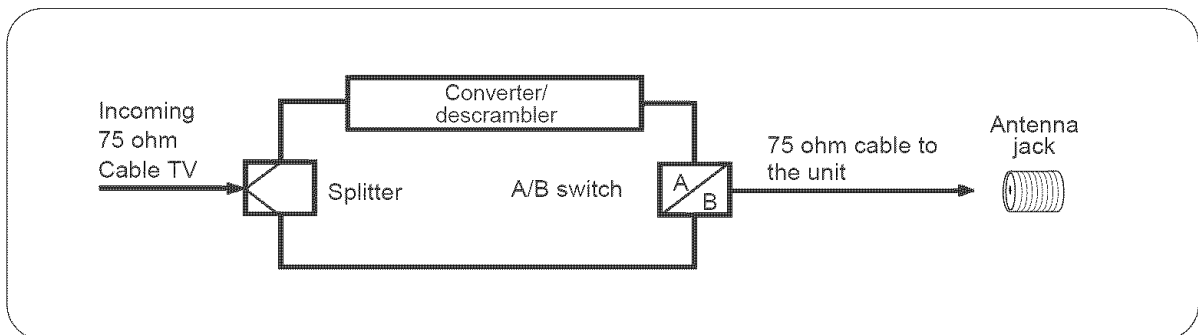 Incoming
75 ohm
Cable TV
Splitter
Converter/
descrambler
A/B switch
A
B
75 ohm cable to
the unit
Antenna
jack